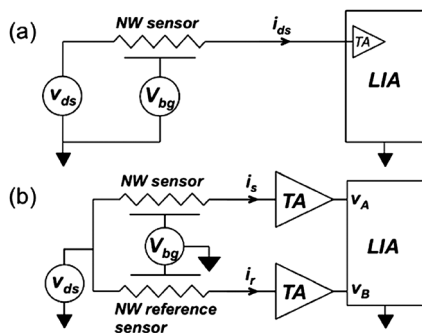 (a)
NW sensor
i_ds
TA
LIA
v_ds
V_bg
(b)
NW sensor
i_s
TA
v_A
V_bg
LIA
v_ds
i_r
TA
v_B
NW reference
sensor